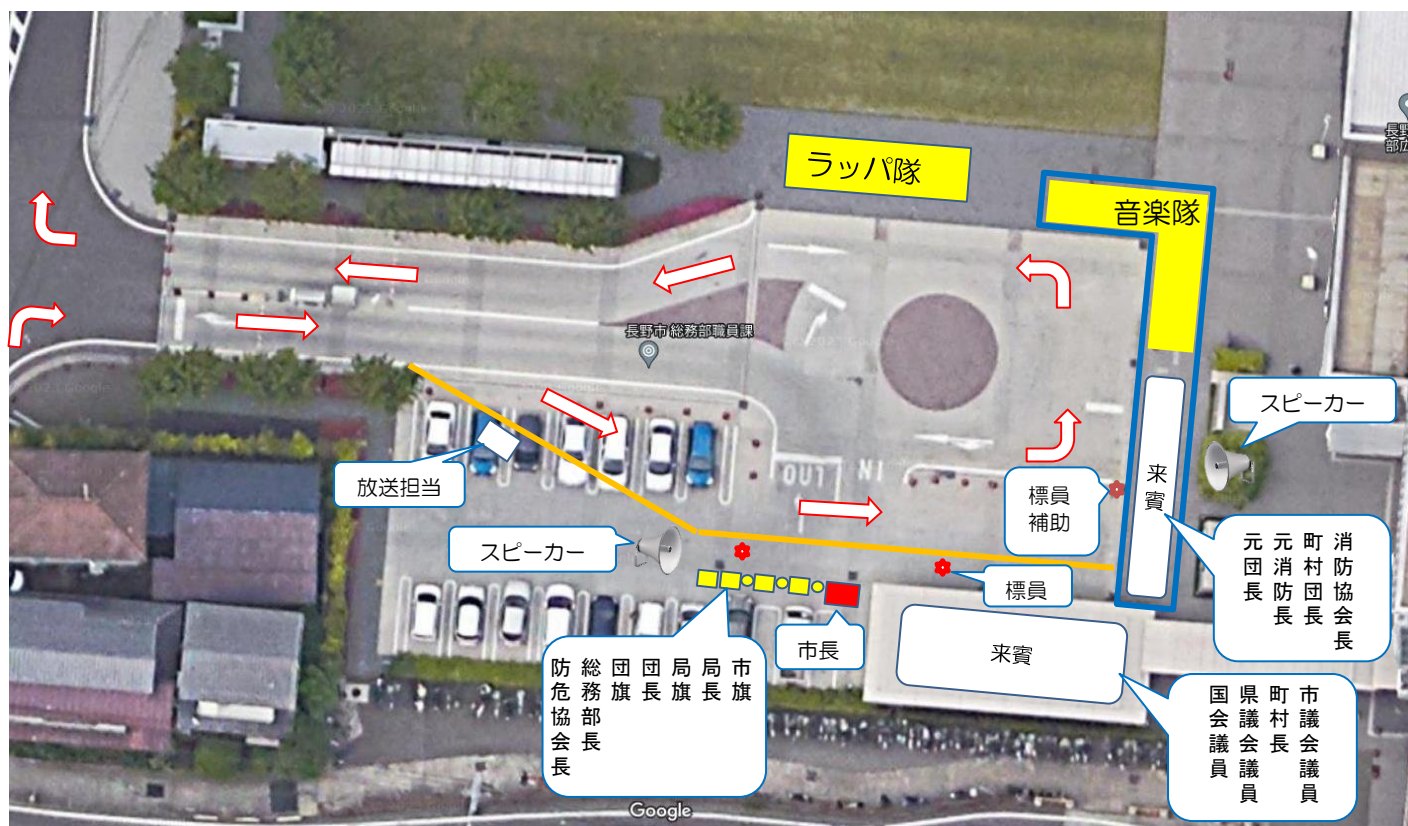 ラッパ隊
音楽隊
長野市 総務部職員課
スピーカー
放送担当
OUT
IN
スピーカー
標員
補助
標員
来賓
消防協会長
町村団長
元消防長
元団長
市長
市旗
局長
局旗
団長
団旗
総務部長
防危協会長
来賓
市議会議員
町村長
県議会議員
国会議員
Google